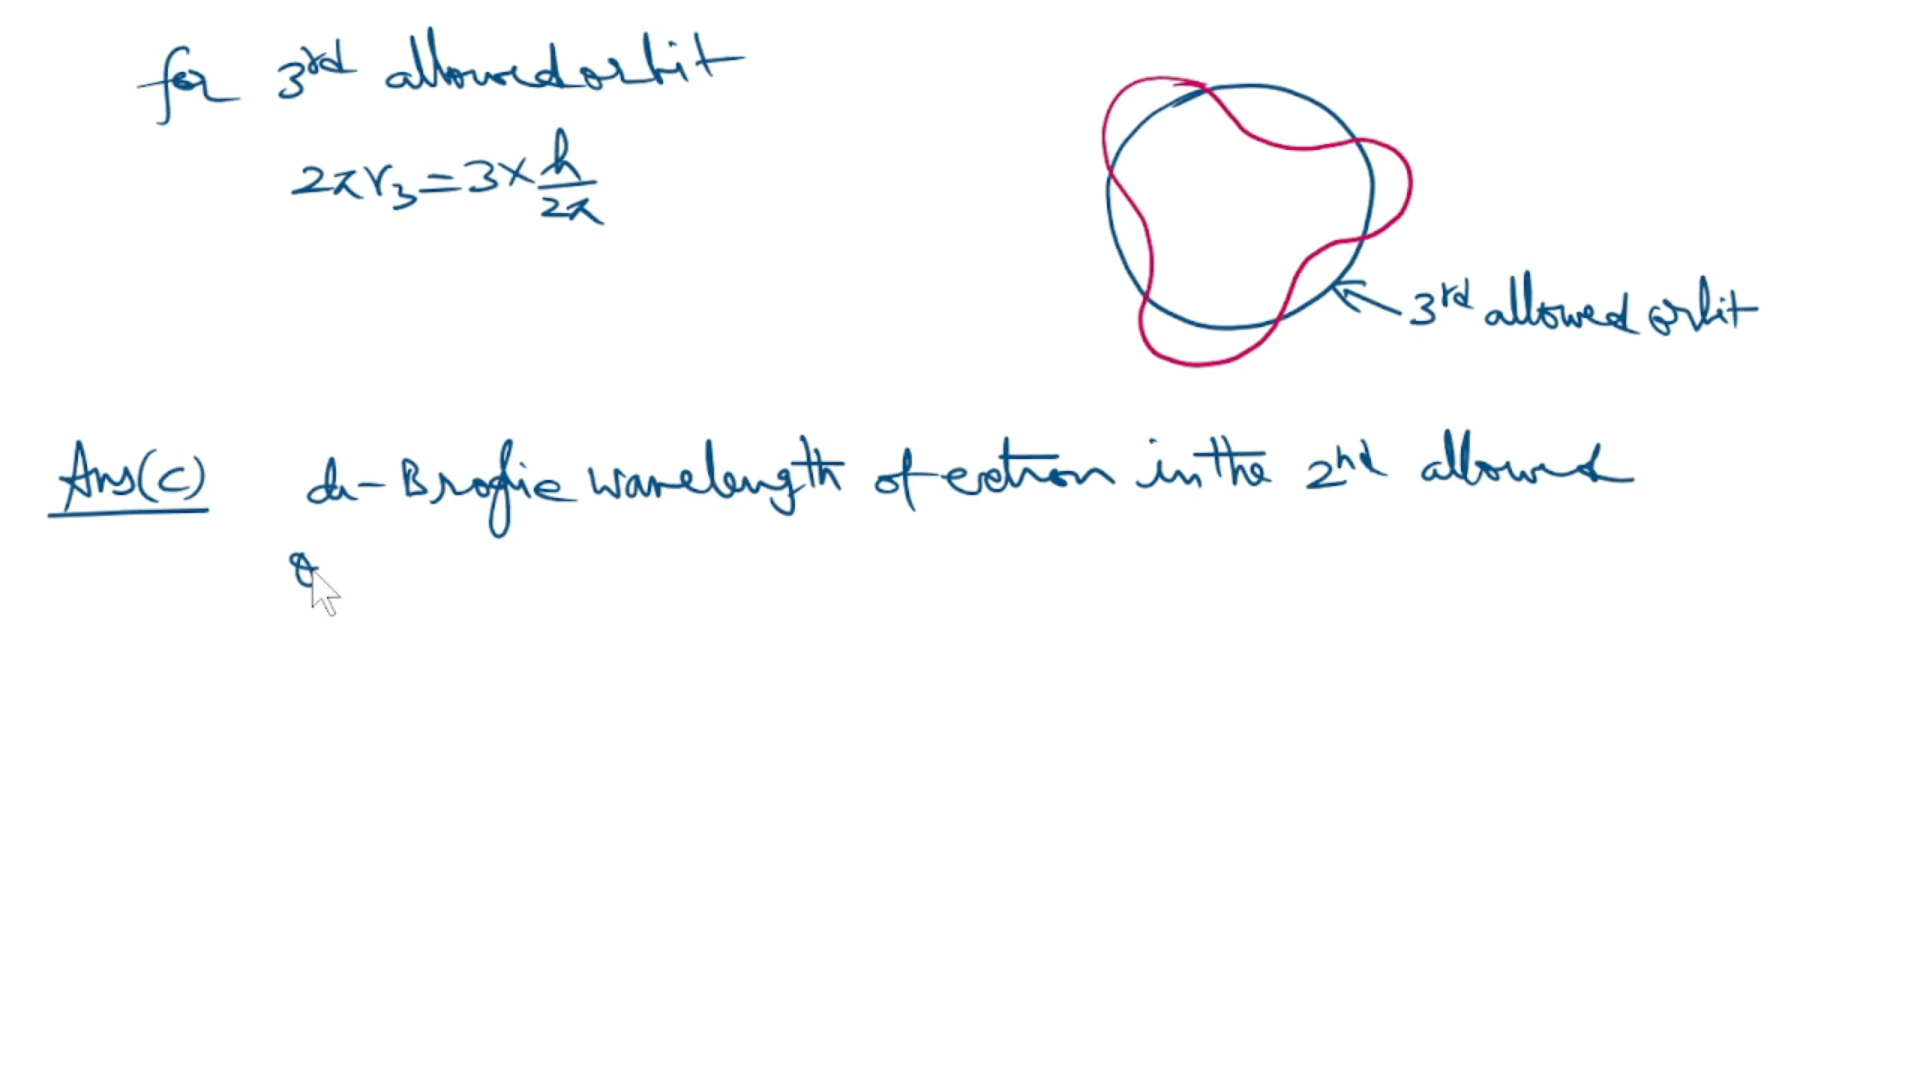 for 3rd allowed orbit
2πr₃ = 3 × h/2π
3rd allowed orbit
Ans(c) de-Broglie wavelength of in the 2nd allowed